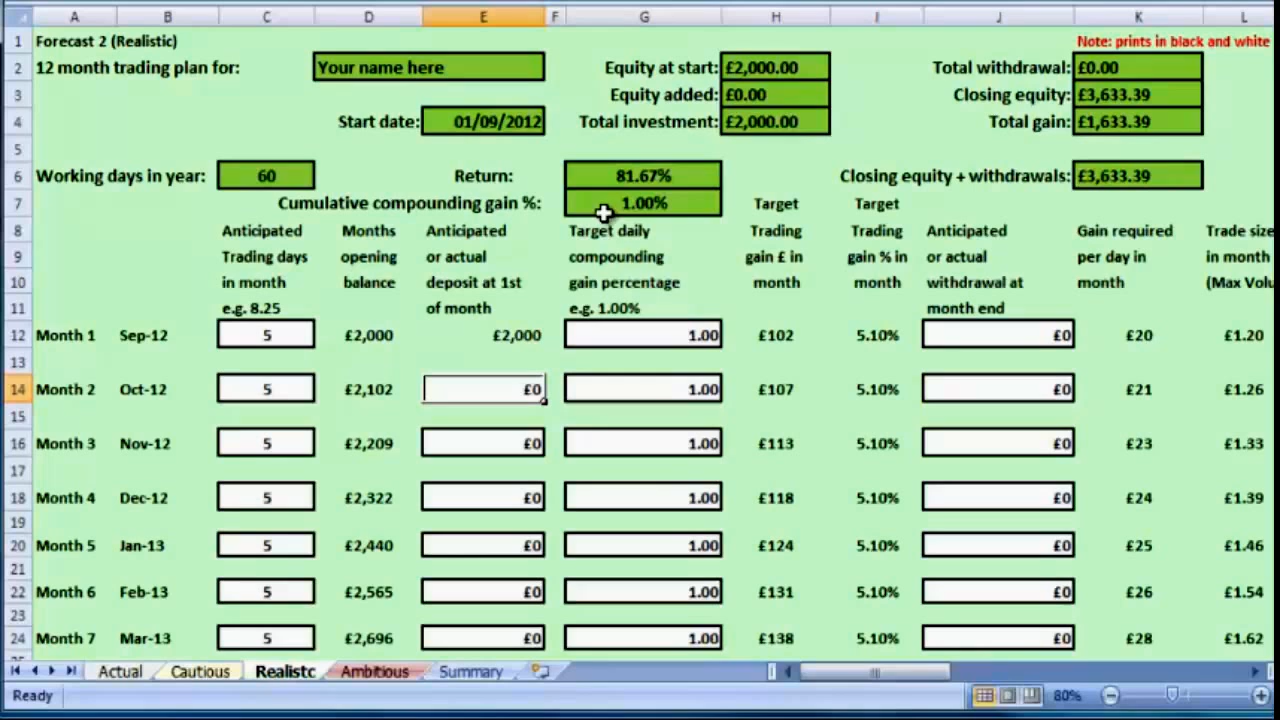 A B C D E F G H I J K L
1 Forecast 2 (Realistic) Note: prints in black and white
2 12 month trading plan for: Your name here Equity at start: £2,000.00 Total withdrawal: £0.00
3 Equity added: £0.00 Closing equity: £3,633.39
4 Start date: 01/09/2012 Total investment: £2,000.00 Total gain: £1,633.39
5
6 Working days in year: 60 Return: 81.67% Closing equity + withdrawals: £3,633.39
7 Cumulative compounding gain %: 1.00% Target Target
8 Anticipated Months Anticipated Target daily Trading Trading Anticipated Gain required Trade size
9 Trading days opening or actual compounding gain £ in gain % in or actual per day in in month
10 in month balance deposit at 1st gain percentage month month withdrawal at month (Max Volu
11 e.g. 8.25 of month e.g. 1.00% month end
12 Month 1 Sep-12 5 £2,000 £2,000 1.00 £102 5.10% £0 £20 £1.20
13
14 Month 2 Oct-12 5 £2,102 £0 1.00 £107 5.10% £0 £21 £1.26
15
16 Month 3 Nov-12 5 £2,209 £0 1.00 £113 5.10% £0 £23 £1.33
17
18 Month 4 Dec-12 5 £2,322 £0 1.00 £118 5.10% £0 £24 £1.39
19
20 Month 5 Jan-13 5 £2,440 £0 1.00 £124 5.10% £0 £25 £1.46
21
22 Month 6 Feb-13 5 £2,565 £0 1.00 £131 5.10% £0 £26 £1.54
23
24 Month 7 Mar-13 5 £2,696 £0 1.00 £138 5.10% £0 £28 £1.62
Actual Cautious Realistc Ambitious Summary
Ready 80%